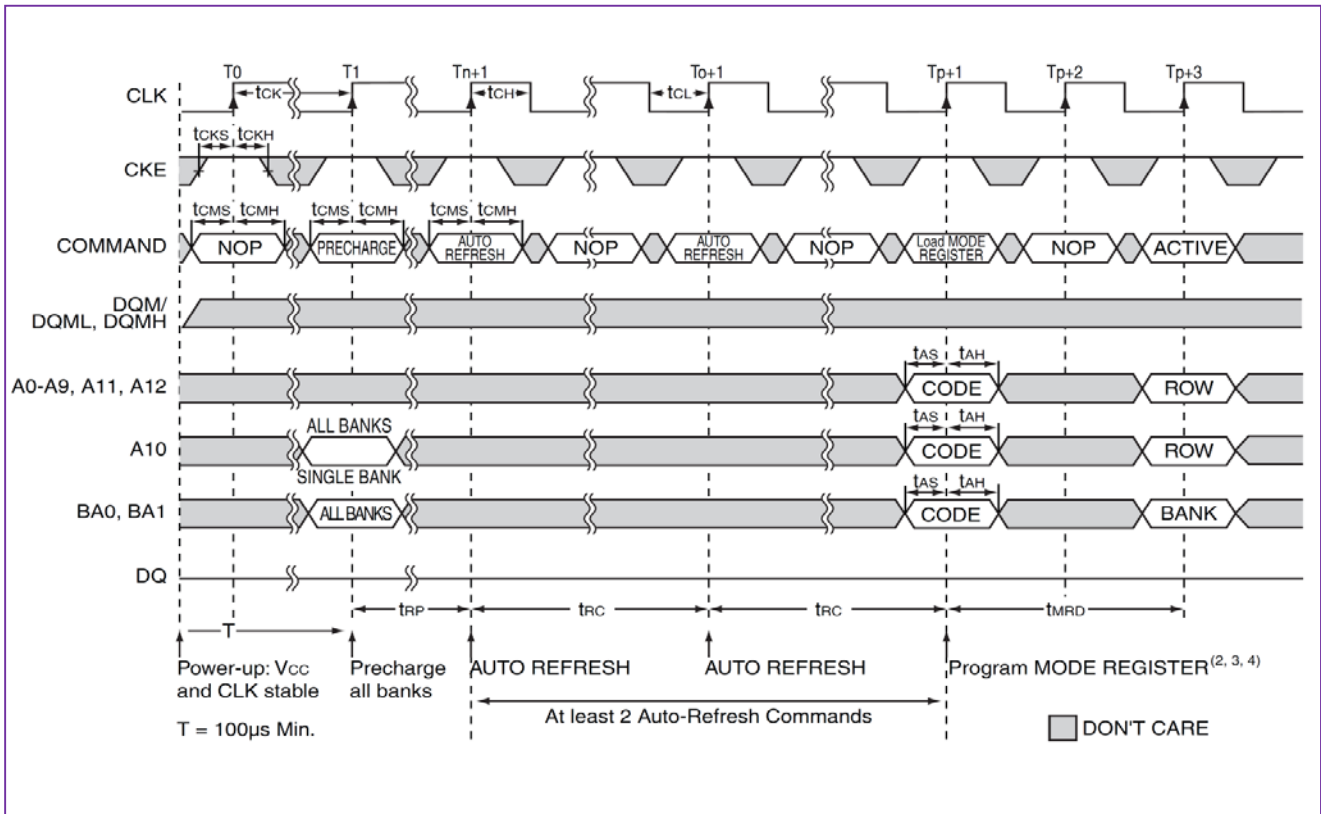 T0 T1 Tn+1 To+1 Tp+1 Tp+2 Tp+3
CLK tCK tCH tCL
tCKS tCKH
CKE
tCMS tCMH tCMS tCMH tCMS tCMH
COMMAND NOP PRECHARGE AUTO REFRESH NOP AUTO REFRESH NOP Load MODE REGISTER NOP ACTIVE
DQM/
DQML, DQMH
tAS tAH
A0-A9, A11, A12 CODE ROW
ALL BANKS tAS tAH
A10 CODE ROW
SINGLE BANK tAS tAH
BA0, BA1 ALL BANKS CODE BANK
DQ
tRP tRC tRC tMRD
T
Power-up: VCC Precharge AUTO REFRESH AUTO REFRESH Program MODE REGISTER(2, 3, 4)
and CLK stable all banks
At least 2 Auto-Refresh Commands
T = 100µs Min. DON'T CARE